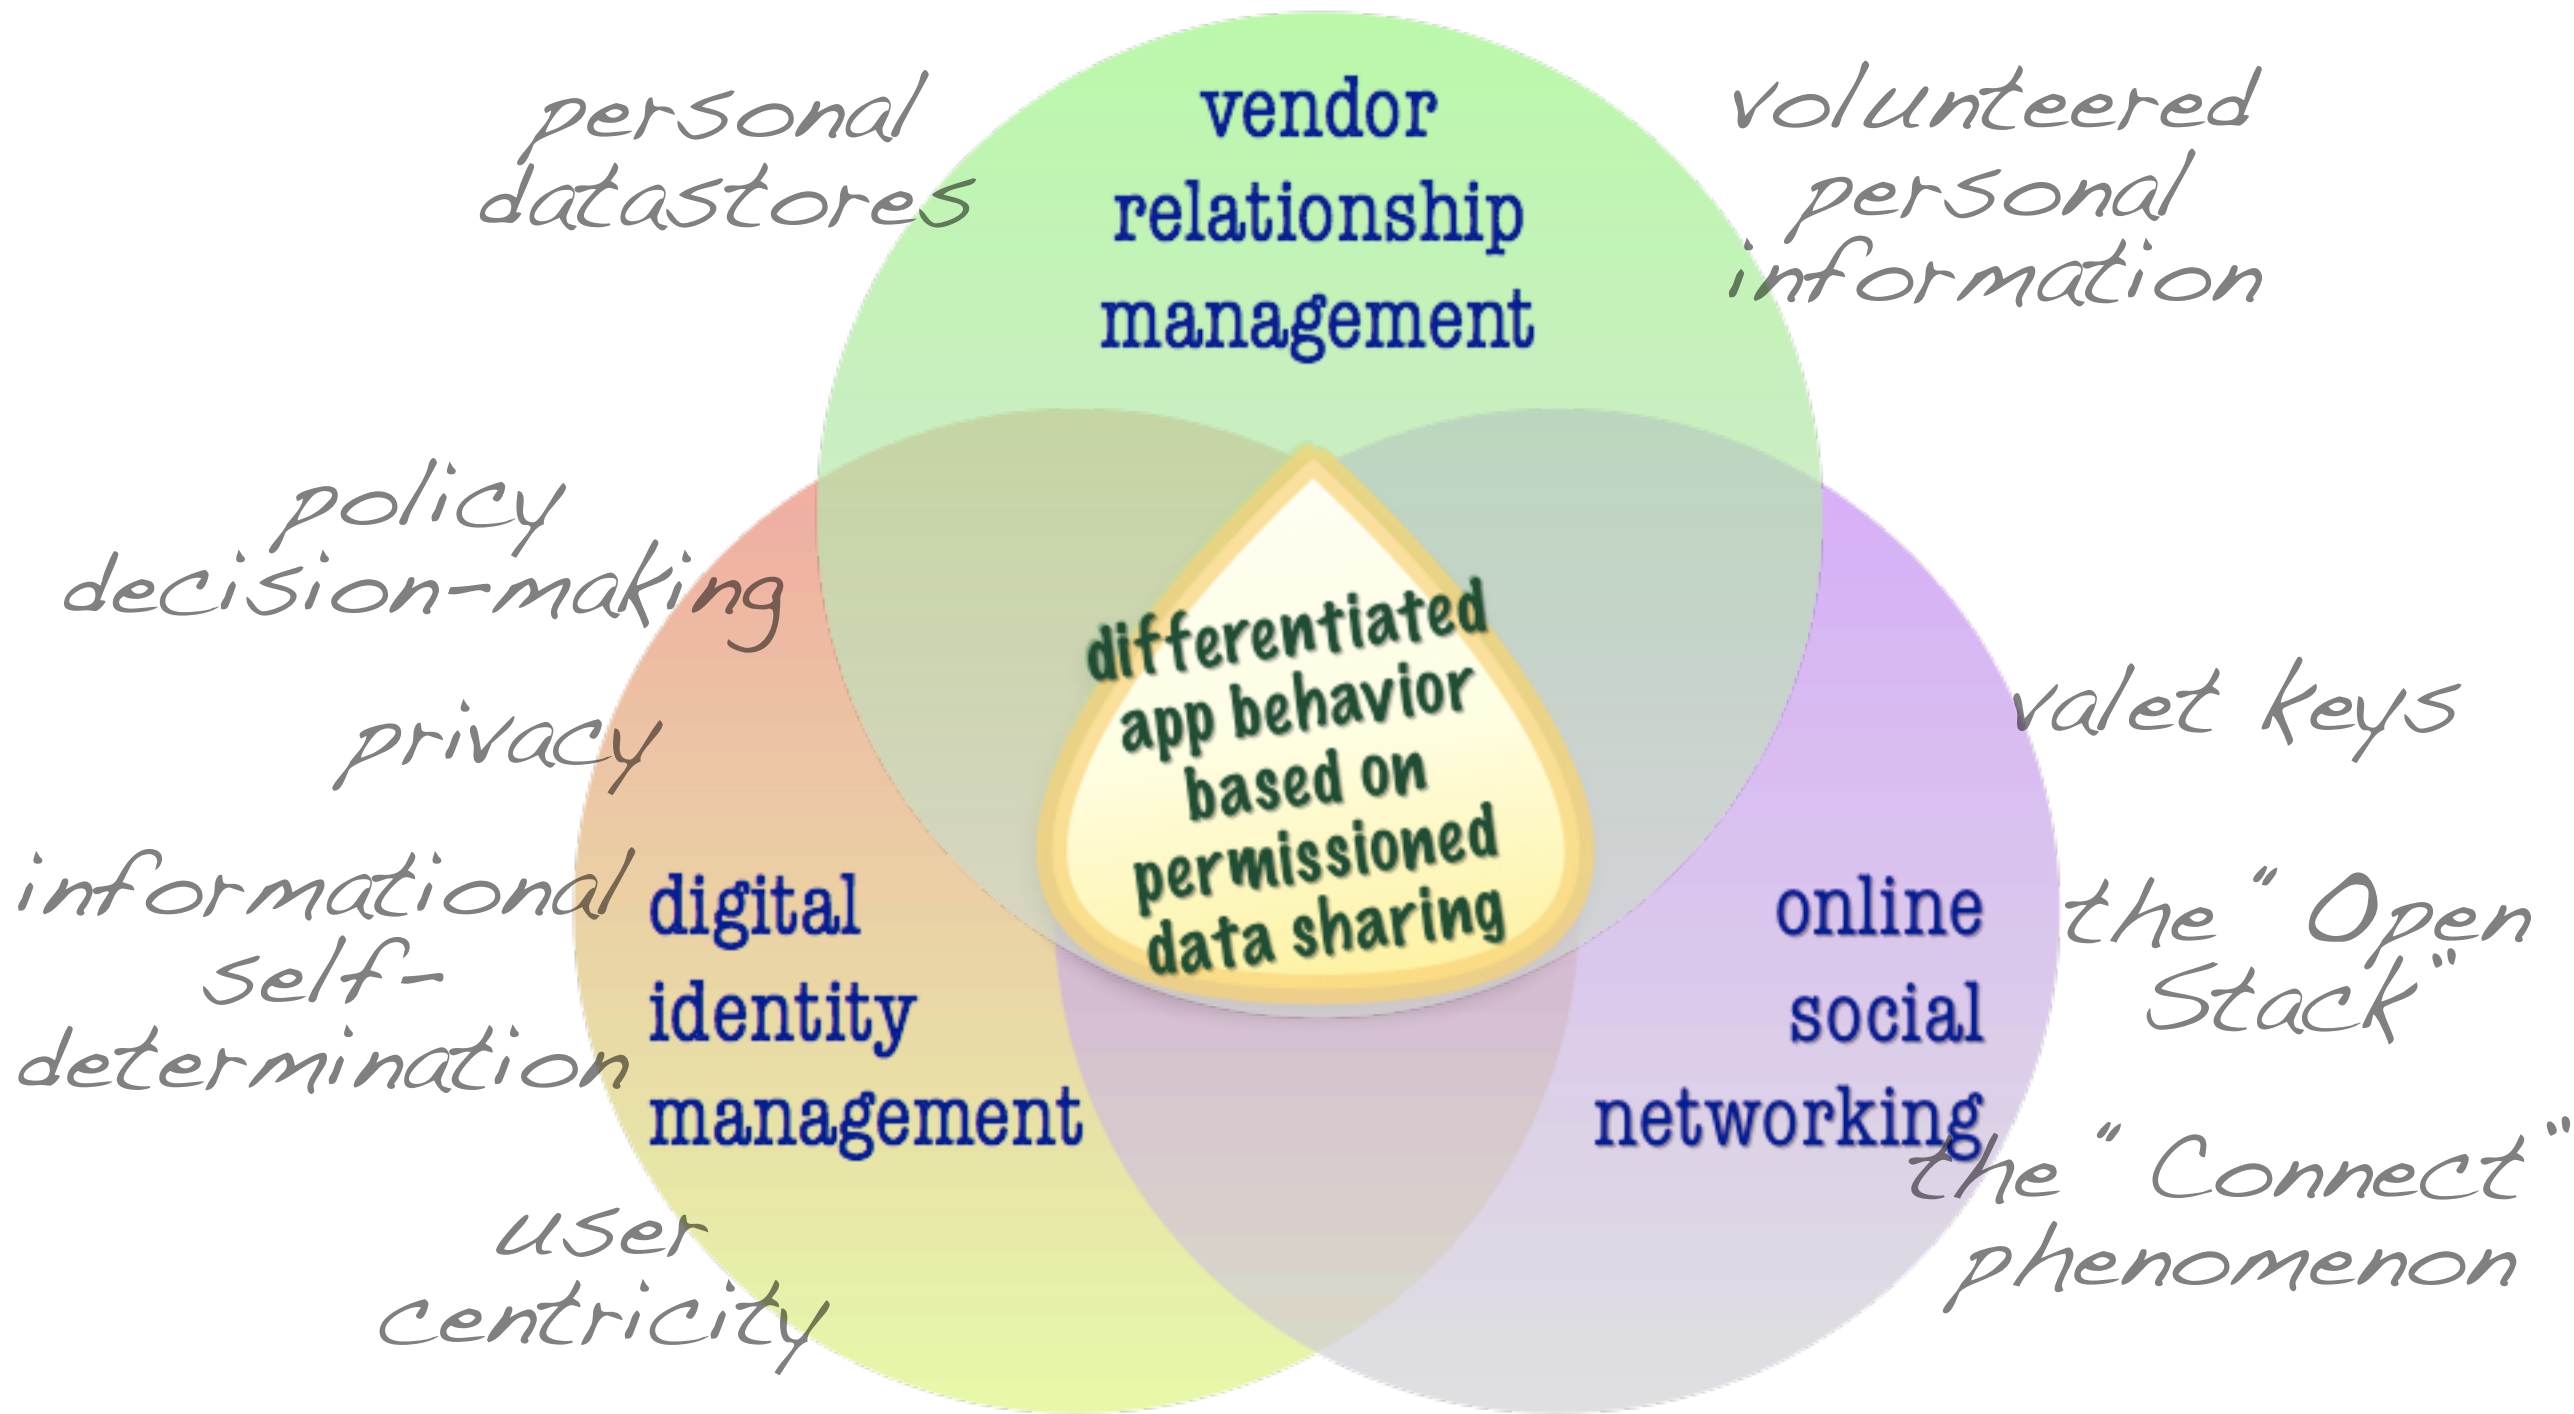 personal
datastores
vendor
relationship
management
volunteered
personal
information
policy
decision-making
privacy
informational
self-
determination
user
centricity
digital
identity
management
differentiated
app behavior
based on
permissioned
data sharing
online
social
networking
valet keys
the "Open
Stack"
the "Connect"
phenomenon